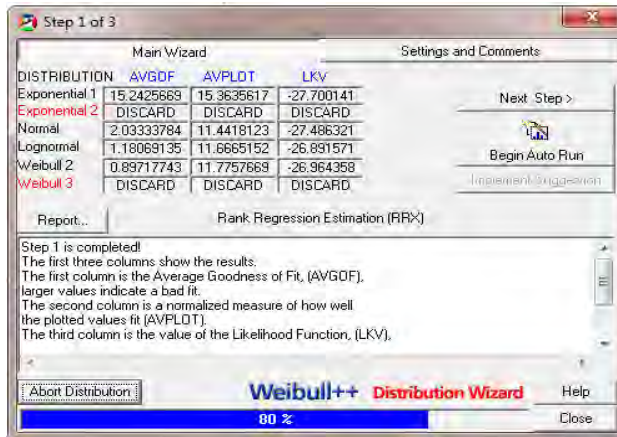 Step 1 of 3
Main Wizard Settings and Comments
DISTRIBUTION AVGOF AVPLOT LKV
Exponential 1 15.2425669 15.3635617 -27.700141
Exponential 2 DISCARD DISCARD DISCARD
Normal 2.03333784 11.4418123 -27.486321
Lognormal 1.18069135 11.6665152 -26.891571
Weibull 2 0.89717743 11.7757669 -26.964358
Weibull 3 DISCARD DISCARD DISCARD
Next Step >
Begin Auto Run
Implement Suggestion
Report... Rank Regression Estimation (RRX)
Step 1 is completed!
The first three columns show the results.
The first column is the Average Goodness of Fit, (AVGOF),
larger values indicate a bad fit.
The second column is a normalized measure of how well
the plotted values fit (AVPLOT).
The third column is the value of the Likelihood Function, (LKV),
Abort Distribution Weibull++ Distribution Wizard Help
80 % Close